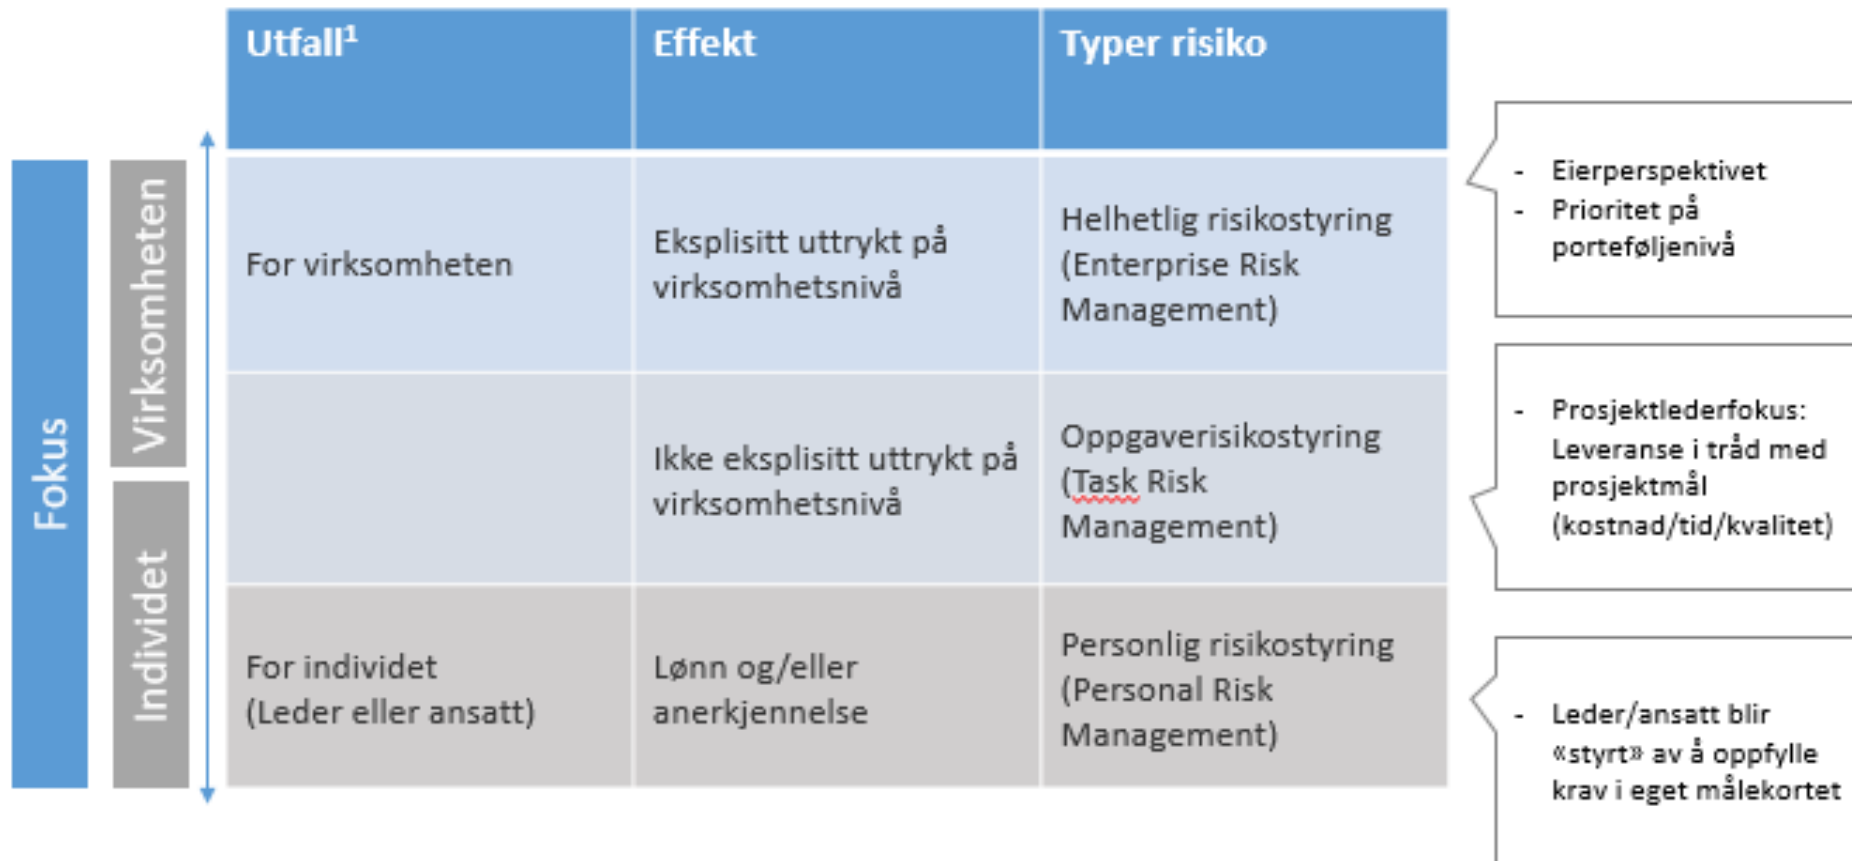 Utfall¹
Effekt
Typer risiko
Fokus
Virksomheten
Individet
For virksomheten
Eksplisitt uttrykt på
virksomhetsnivå
Helhetlig risikostyring
(Enterprise Risk
Management)
- Eierperspektivet
- Prioritet på
porteføljenivå
Ikke eksplisitt uttrykt på
virksomhetsnivå
Oppgaverisikostyring
(Task Risk
Management)
- Prosjektlederfokus:
Leveranse i tråd med
prosjektmål
(kostnad/tid/kvalitet)
For individet
(Leder eller ansatt)
Lønn og/eller
anerkjennelse
Personlig risikostyring
(Personal Risk
Management)
- Leder/ansatt blir
«styrt» av å oppfylle
krav i eget målekortet